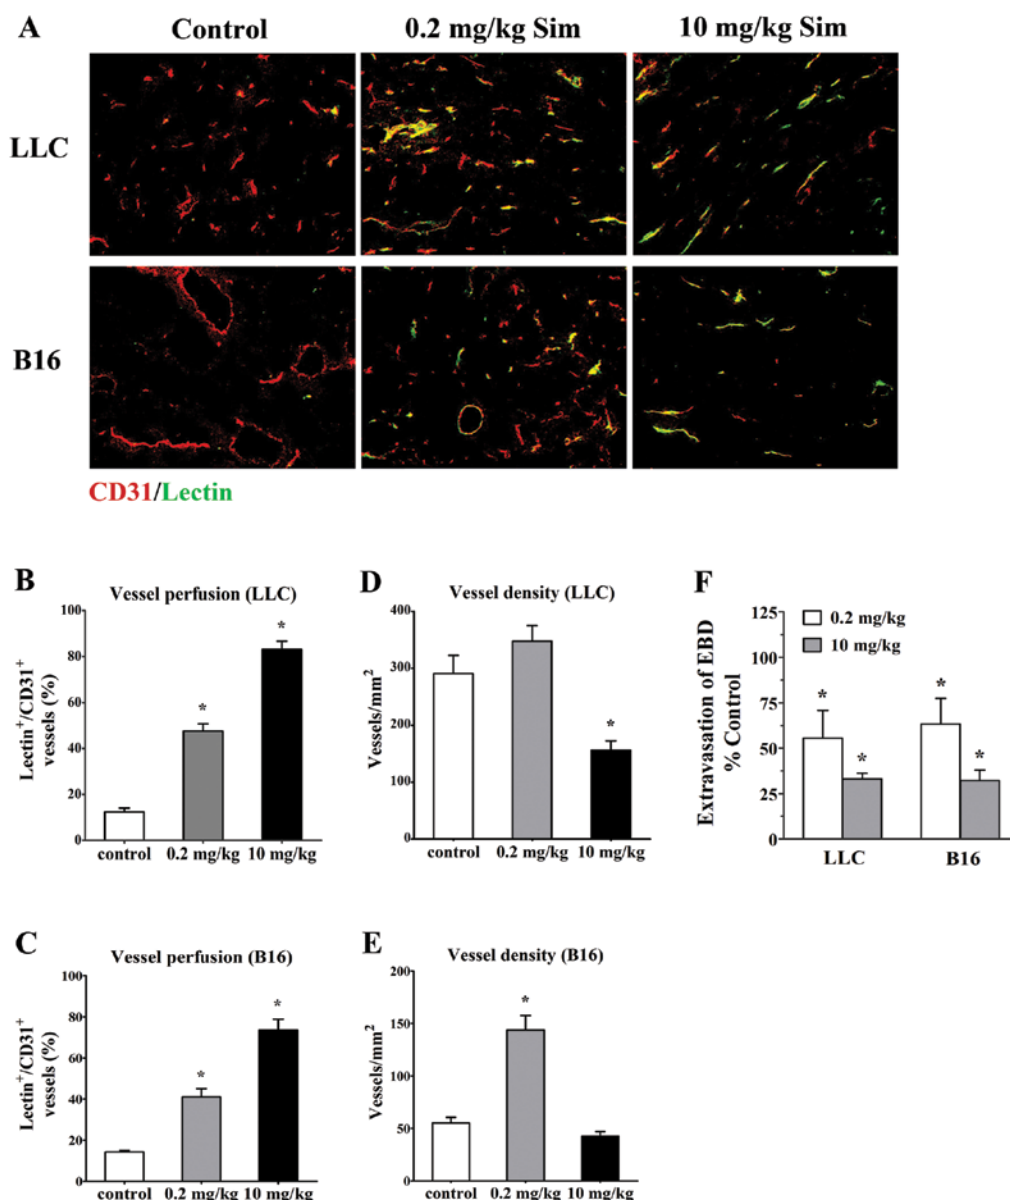 A
Control
0.2 mg/kg Sim
10 mg/kg Sim
LLC
B16
CD31/Lectin
B
Vessel perfusion (LLC)
Lectin⁺/CD31⁺
vessels (%)
100
80
60
40
20
0
*
*
control
0.2 mg/kg
10 mg/kg
D
Vessel density (LLC)
Vessels/mm²
400
300
200
100
0
*
control
0.2 mg/kg
10 mg/kg
F
Extravasation of EBD
% Control
125
100
75
50
25
0
0.2 mg/kg
10 mg/kg
*
*
*
*
LLC
B16
C
Vessel perfusion (B16)
Lectin⁺/CD31⁺
vessels (%)
100
80
60
40
20
0
*
*
control
0.2 mg/kg
10 mg/kg
E
Vessel density (B16)
Vessels/mm²
200
150
100
50
0
*
control
0.2 mg/kg
10 mg/kg